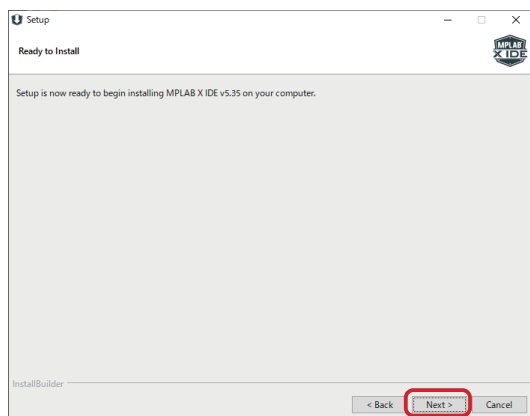 Setup
Ready to Install
MPLAB
X IDE
Setup is now ready to begin installing MPLAB X IDE v5.35 on your computer.
InstallBuilder
< Back
Next >
Cancel